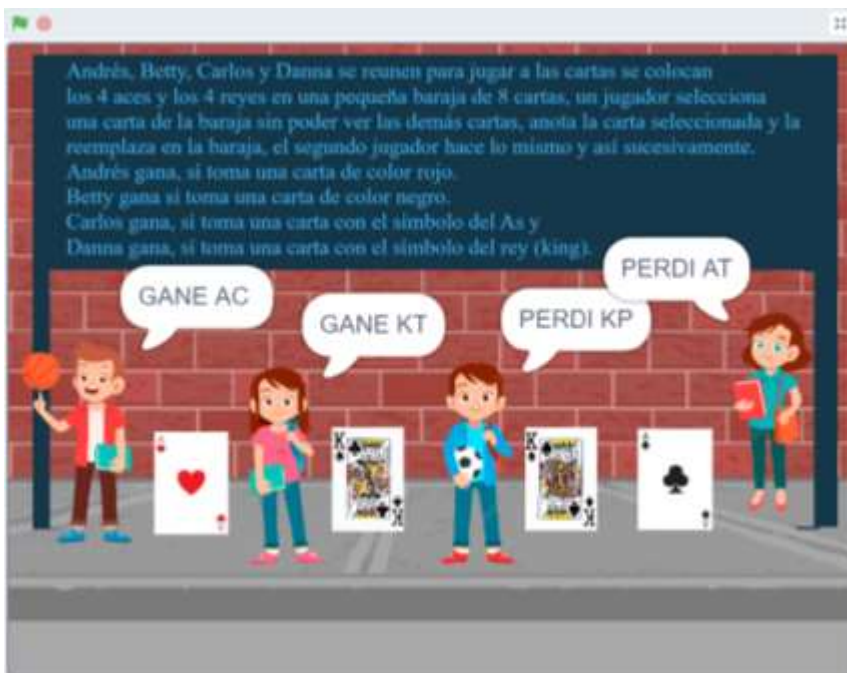 Andrés, Betty, Carlos y Danna se reunen para jugar a las cartas se colocan
los 4 aces y los 4 reyes en una pequeña baraja de 8 cartas, un jugador selecciona
una carta de la baraja sin poder ver las demás cartas, anota la carta seleccionada y la
reemplaza en la baraja, el segundo jugador hace lo mismo y así sucesivamente.
Andrés gana, si toma una carta de color rojo.
Betty gana si toma una carta de color negro.
Carlos gana, si toma una carta con el símbolo del As y
Danna gana, si toma una carta con el símbolo del rey (king).
PERDI AT
GANE AC
GANE KT
PERDI KP
K
K
K
K